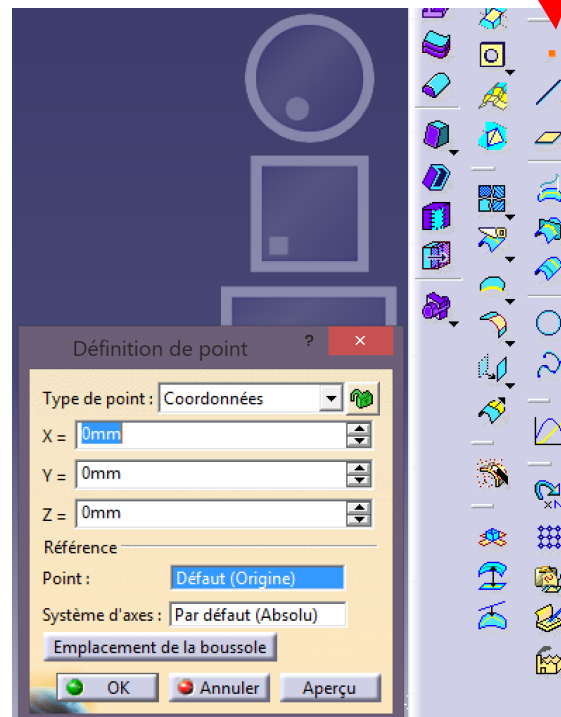 Définition de point ?
Type de point : Coordonnées
X = 0mm
Y = 0mm
Z = 0mm
Référence
Point : Défaut (Origine)
Système d'axes : Par défaut (Absolu)
Emplacement de la boussole
OK Annuler Aperçu
xN